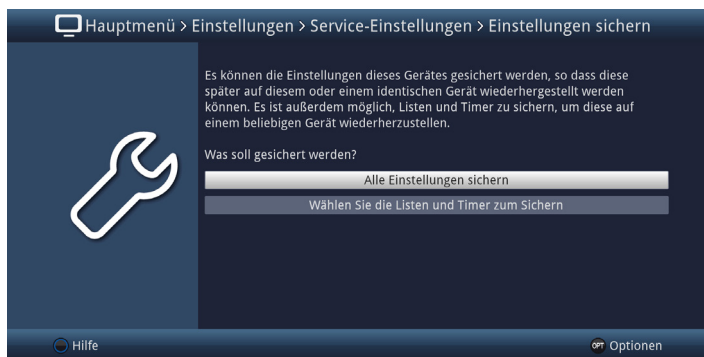 Hauptmenü > Einstellungen > Service-Einstellungen > Einstellungen sichern
Es können die Einstellungen dieses Gerätes gesichert werden, so dass diese
später auf diesem oder einem identischen Gerät wiederhergestellt werden
können. Es ist außerdem möglich, Listen und Timer zu sichern, um diese auf
einem beliebigen Gerät wiederherzustellen.
Was soll gesichert werden?
Alle Einstellungen sichern
Wählen Sie die Listen und Timer zum Sichern
Hilfe
OPT Optionen